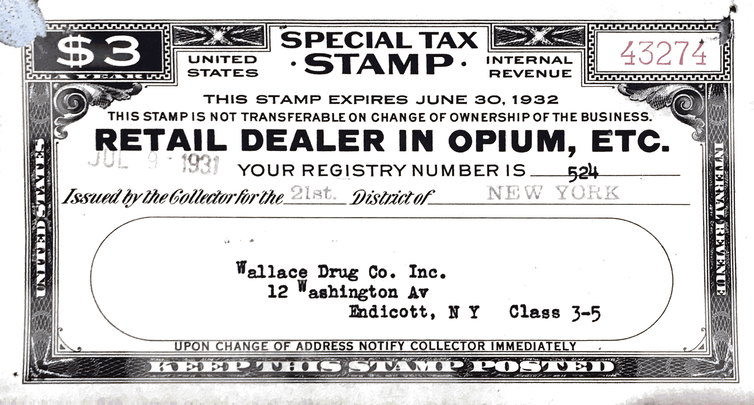 $3
A YEAR
UNITED STATES
SPECIAL TAX
· STAMP ·
INTERNAL REVENUE
43274
THIS STAMP EXPIRES JUNE 30, 1932
THIS STAMP IS NOT TRANSFERABLE ON CHANGE OF OWNERSHIP OF THE BUSINESS.
RETAIL DEALER IN OPIUM, ETC.
JUL 9 - 1931
YOUR REGISTRY NUMBER IS 524
Issued by the Collector for the 21st. District of NEW YORK
UNITED STATES
INTERNAL REVENUE
Wallace Drug Co. Inc.
12 Washington Av
Endicott, N Y Class 3-5
UPON CHANGE OF ADDRESS NOTIFY COLLECTOR IMMEDIATELY
KEEP THIS STAMP POSTED